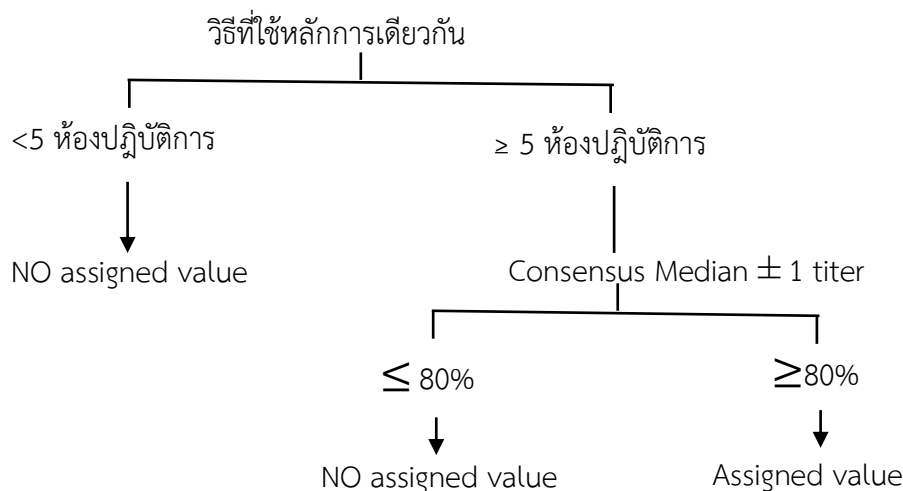 วิธีที่ใช้หลักการเดียวกัน
<5 ห้องปฎิบัติการ
≥ 5 ห้องปฎิบัติการ
NO assigned value
Consensus Median ± 1 titer
≤ 80%
≥80%
NO assigned value
Assigned value